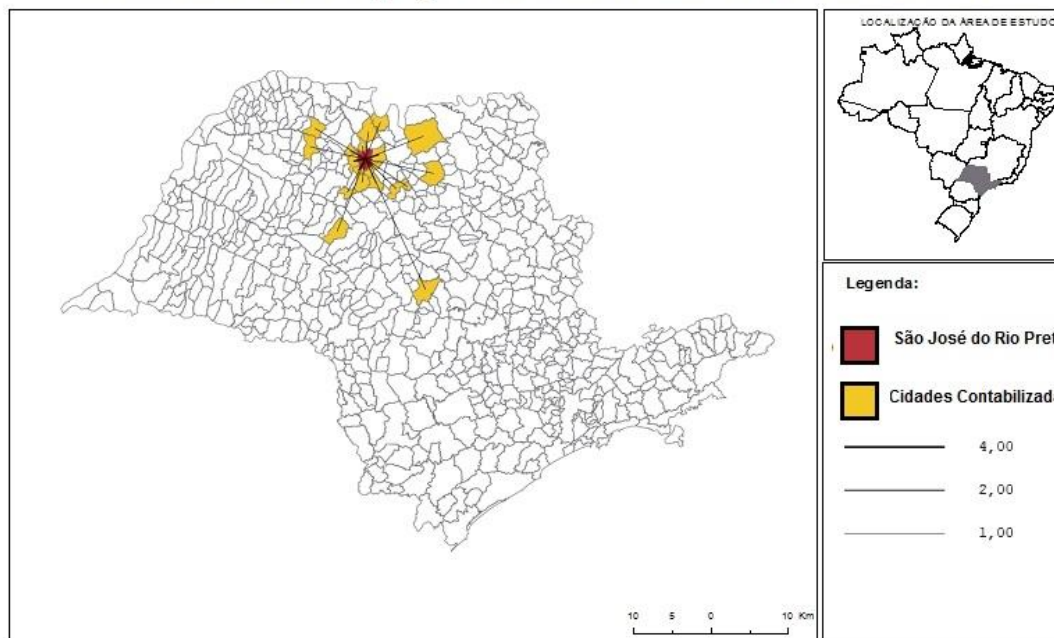 LOCALIZAÇÃO DA ÁREA DE ESTUDO
Legenda:
São José do Rio Pret
Cidades Contabilizada
4,00
2,00
1,00
10 5 0 10 Km